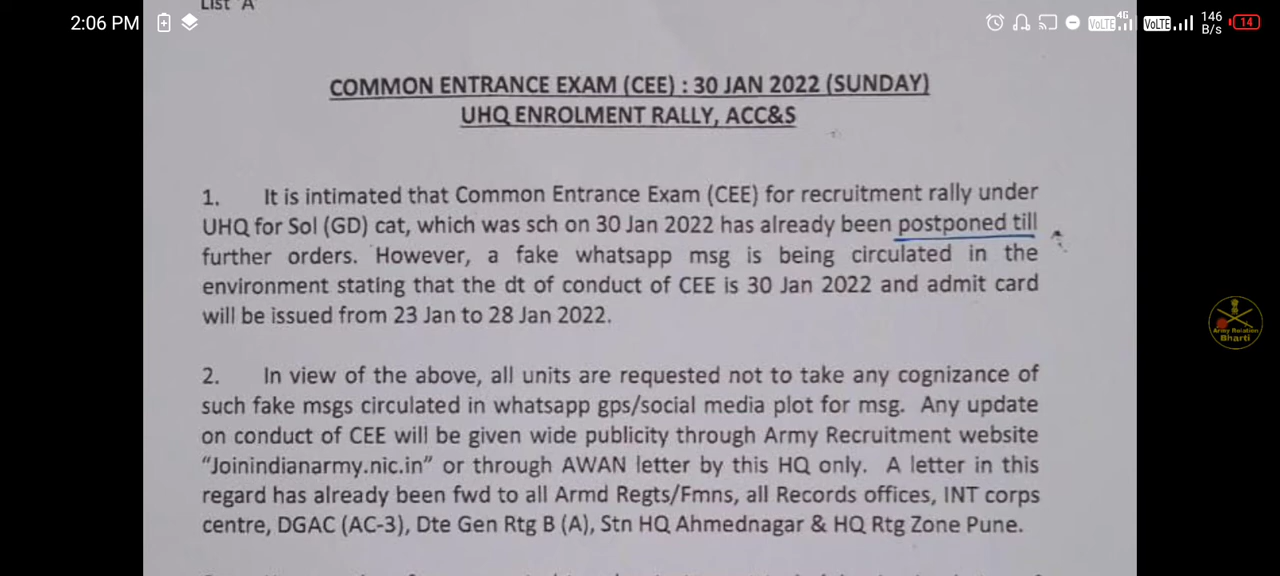 List 'A'
2:06 PM
4G
VoLTE
VoLTE
146
B/s
14
COMMON ENTRANCE EXAM (CEE) : 30 JAN 2022 (SUNDAY)
UHQ ENROLMENT RALLY, ACC&S
1. It is intimated that Common Entrance Exam (CEE) for recruitment rally under
UHQ for Sol (GD) cat, which was sch on 30 Jan 2022 has already been postponed till
further orders. However, a fake whatsapp msg is being circulated in the
environment stating that the dt of conduct of CEE is 30 Jan 2022 and admit card
will be issued from 23 Jan to 28 Jan 2022.
Army Relation
Bharti
2. In view of the above, all units are requested not to take any cognizance of
such fake msgs circulated in whatsapp gps/social media plot for msg. Any update
on conduct of CEE will be given wide publicity through Army Recruitment website
"Joinindianarmy.nic.in" or through AWAN letter by this HQ only. A letter in this
regard has already been fwd to all Armd Regts/Fmns, all Records offices, INT corps
centre, DGAC (AC-3), Dte Gen Rtg B (A), Stn HQ Ahmednagar & HQ Rtg Zone Pune.